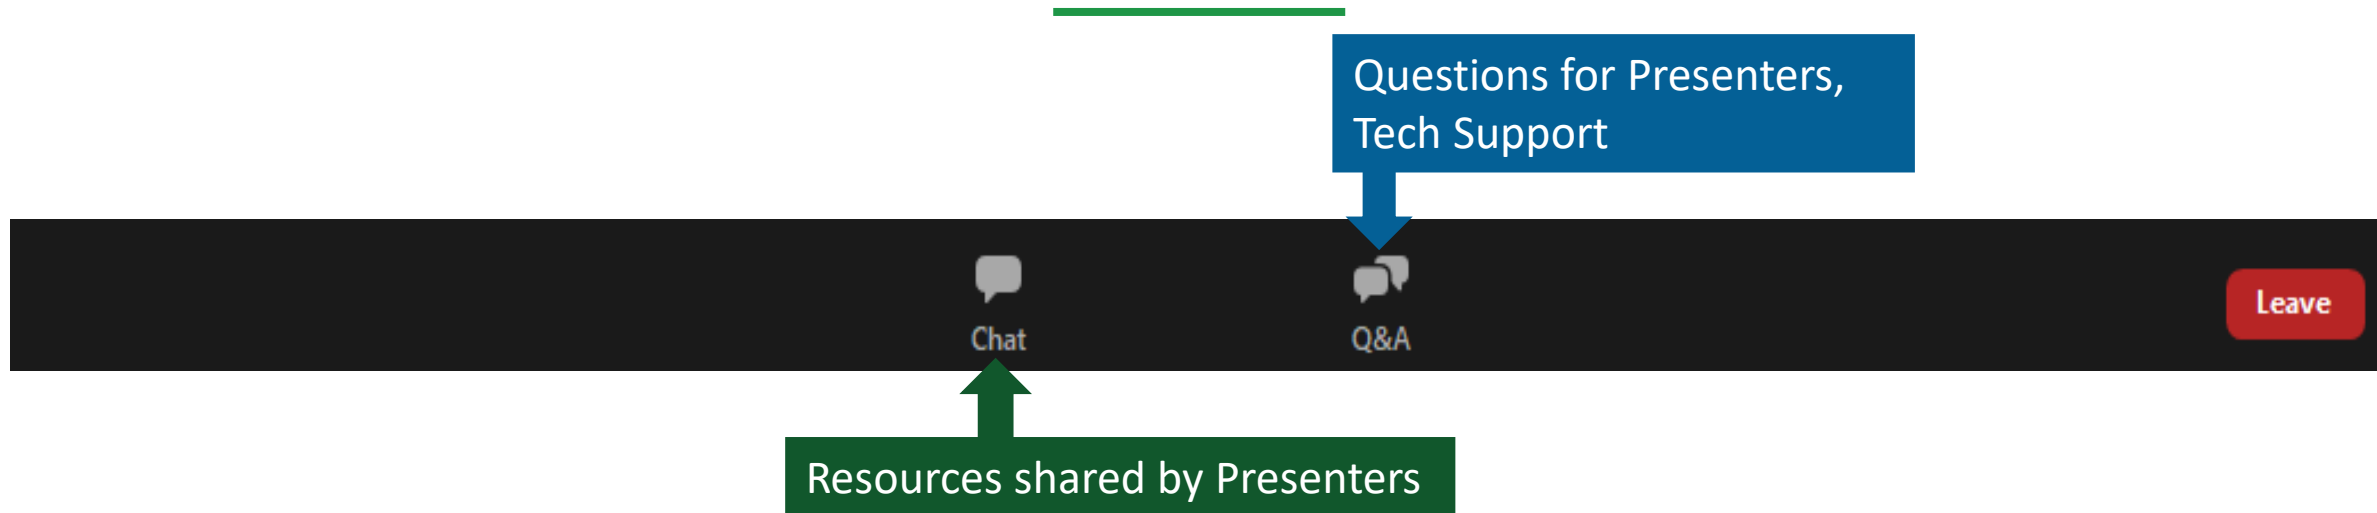 Questions for Presenters,
Tech Support
Chat
Q&A
Leave
Resources shared by Presenters